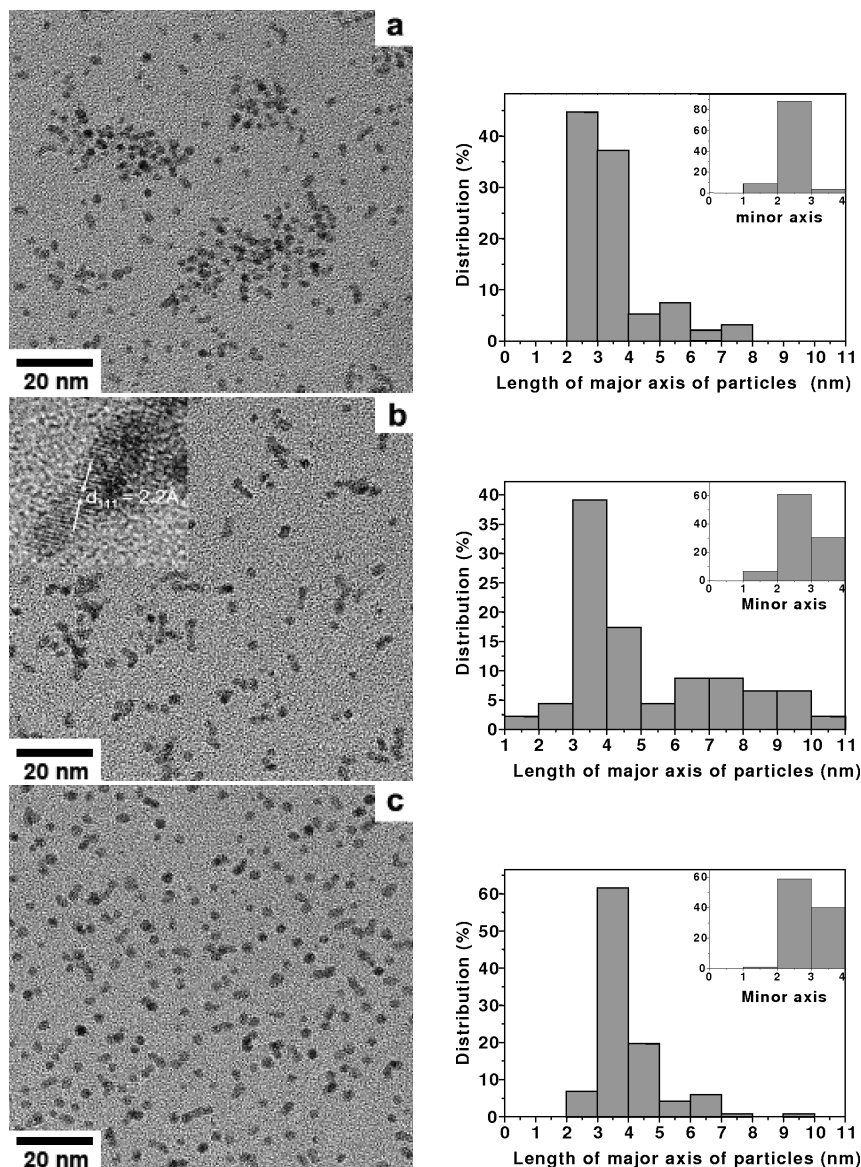 a
20 nm
Distribution (%)
40
30
20
10
0
0 1 2 3 4 5 6 7 8 9 10 11
Length of major axis of particles (nm)
80
60
40
20
0
0 1 2 3 4
minor axis
b
d111 = 2.2A
20 nm
Distribution (%)
40
35
30
25
20
15
10
5
0
1 2 3 4 5 6 7 8 9 10 11
Length of major axis of particles (nm)
60
40
20
0
0 1 2 3 4
Minor axis
c
20 nm
Distribution (%)
60
50
40
30
20
10
0
0 1 2 3 4 5 6 7 8 9 10 11
Length of major axis of particles (nm)
60
40
20
0
0 1 2 3 4
Minor axis